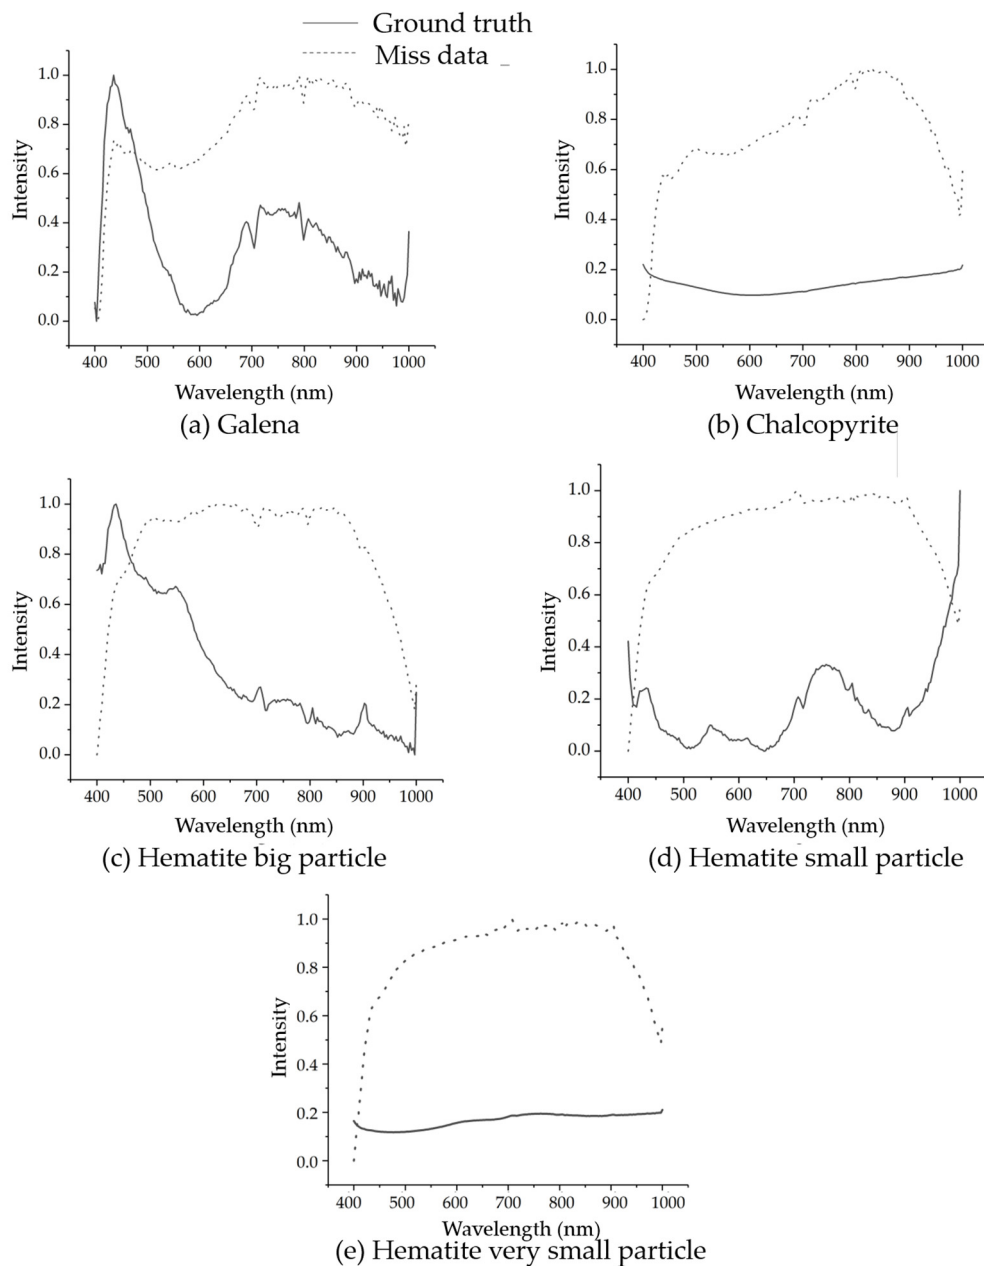 Ground truth
Miss data
1.0
0.8
0.6
0.4
0.2
0.0
Intensity
400 500 600 700 800 900 1000
Wavelength (nm)
(a) Galena
1.0
0.8
0.6
0.4
0.2
0.0
Intensity
400 500 600 700 800 900 1000
Wavelength (nm)
(b) Chalcopyrite
1.0
0.8
0.6
0.4
0.2
0.0
Intensity
400 500 600 700 800 900 1000
Wavelength (nm)
(c) Hematite big particle
1.0
0.8
0.6
0.4
0.2
0.0
Intensity
400 500 600 700 800 900 1000
Wavelength (nm)
(d) Hematite small particle
1.0
0.8
0.6
0.4
0.2
0.0
Intensity
400 500 600 700 800 900 1000
Wavelength (nm)
(e) Hematite very small particle